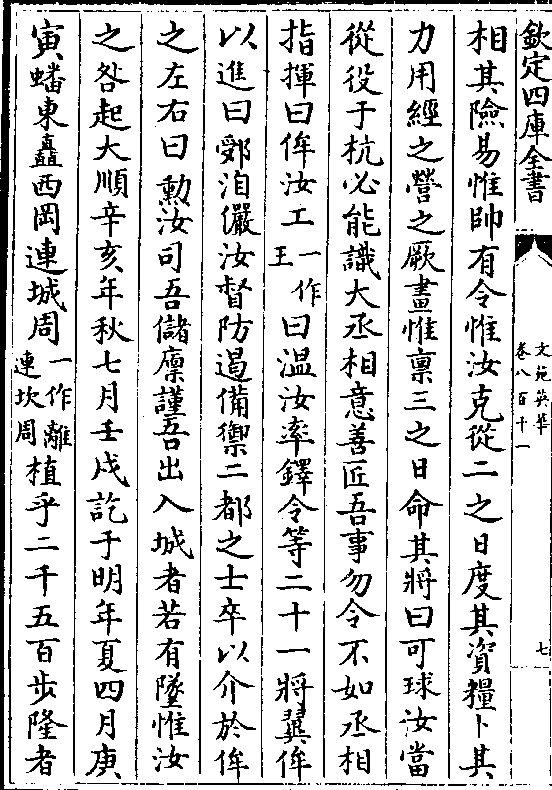 欽定四庫全書
文苑英華
卷八百十一
七
相其險易惟帥有令惟汝克從二之日度其資糧卜其
力用經之營之厥畫惟稟三之日命其將曰可球汝當
從役于杭必能識大丞相意善匠吾事勿令不如丞相
指揮曰侔汝工一作王曰温汝率鐸令等二十一將翼侔
以進曰鄋洎儼汝督防遏備禦二都之士卒以介於侔
之左右曰勲汝司吾儲廪謹吾出入城者若有墜惟汝
之咎起大順辛亥年秋七月壬戍訖于明年夏四月庚
寅蟠東矗西岡連城周一作離連坎周植乎二千五百步隆者